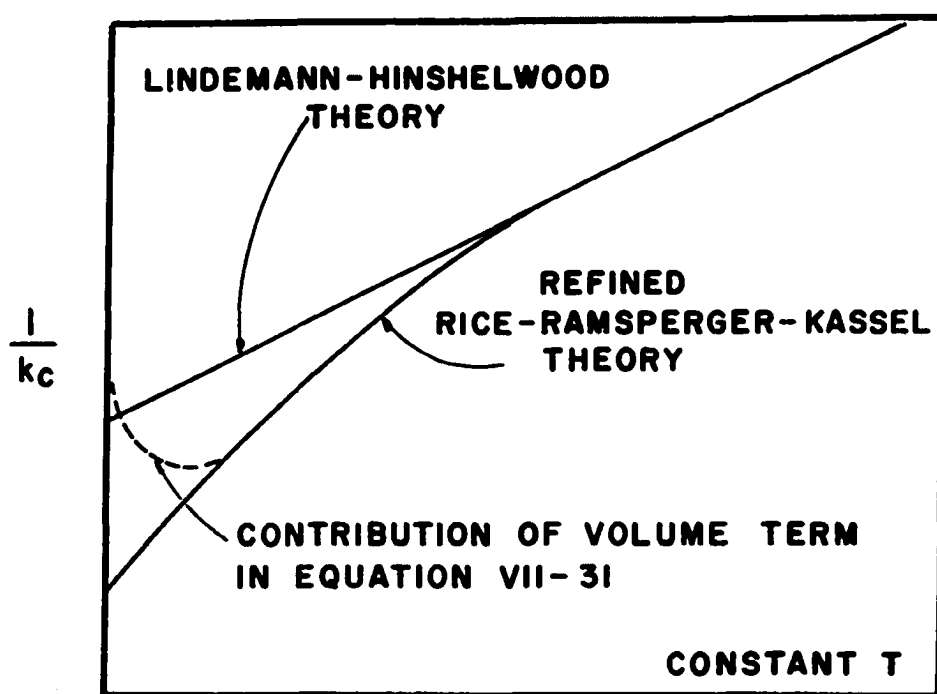 LINDEMANN-HINSHELWOOD
THEORY
REFINED
RICE-RAMSPERGER-KASSEL
THEORY
1
kC
CONTRIBUTION OF VOLUME TERM
IN EQUATION VII-31
CONSTANT T